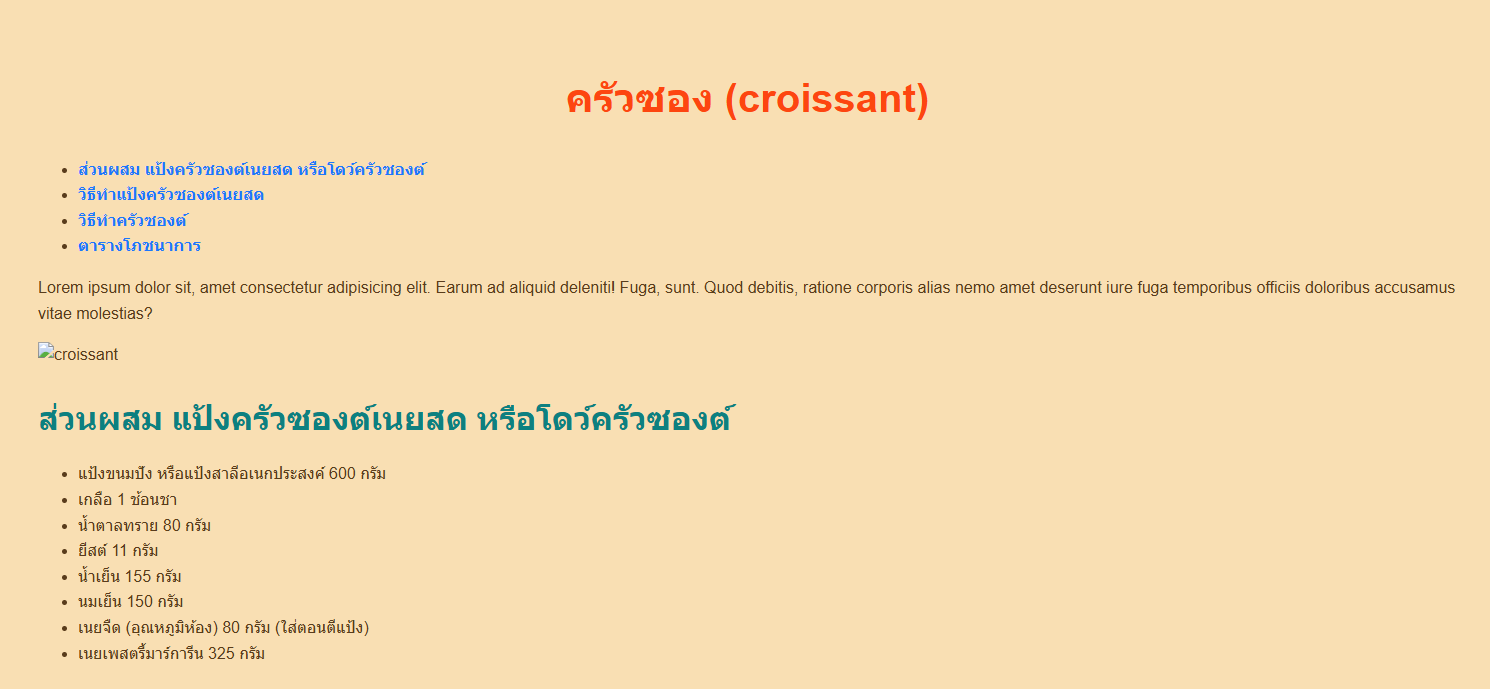 ครัวซอง (croissant)
ส่วนผสม แป้งครัวซองต์เนยสด หรือโดว์ครัวซองต์
วิธีทำแป้งครัวซองต์เนยสด
วิธีทำครัวซองต์
ตารางโภชนาการ
Lorem ipsum dolor sit, amet consectetur adipisicing elit. Earum ad aliquid deleniti! Fuga, sunt. Quod debitis, ratione corporis alias nemo amet deserunt iure fuga temporibus officiis doloribus accusamus
vitae molestias?
croissant
ส่วนผสม แป้งครัวซองต์เนยสด หรือโดว์ครัวซองต์
แป้งขนมปัง หรือแป้งสาลีอเนกประสงค์ 600 กรัม
เกลือ 1 ช้อนชา
น้ำตาลทราย 80 กรัม
ยีสต์ 11 กรัม
น้ำเย็น 155 กรัม
นมเย็น 150 กรัม
เนยจืด (อุณหภูมิห้อง) 80 กรัม (ใส่ตอนตีแป้ง)
เนยเพสตรี้มาร์การีน 325 กรัม